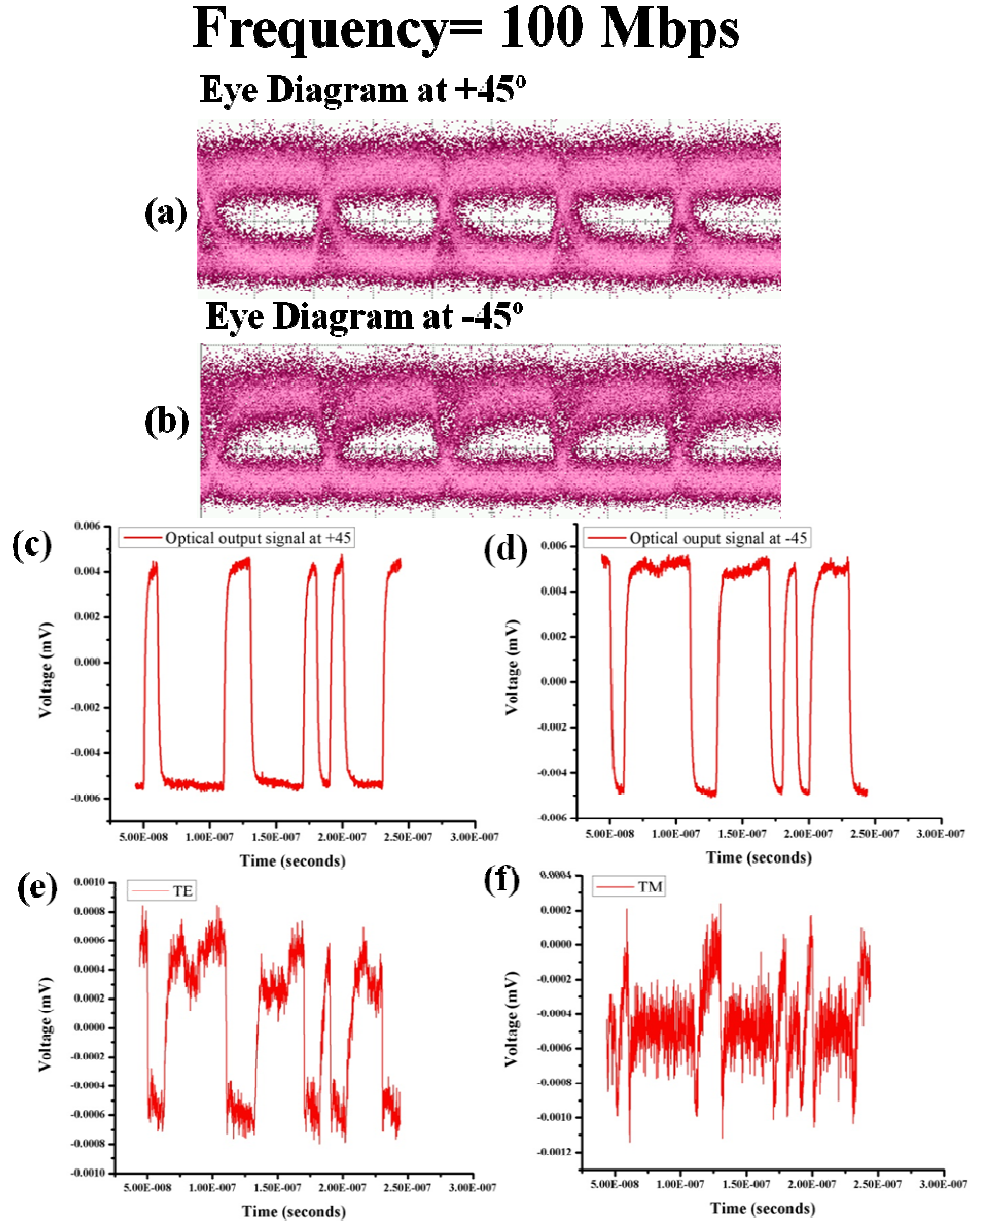 Frequency= 100 Mbps
Eye Diagram at +45º
(a)
Eye Diagram at -45º
(b)
(c)
Optical output signal at +45
0.006
0.004
0.002
0.000
-0.002
-0.004
-0.006
Voltage (mV)
5.00E-008 1.00E-007 1.50E-007 2.00E-007 2.50E-007 3.00E-007
Time (seconds)
(d)
Optical ouput signal at -45
0.006
0.004
0.002
0.000
-0.002
-0.004
-0.006
Voltage (mV)
5.00E-008 1.00E-007 1.50E-007 2.00E-007 2.50E-007 3.00E-007
Time (seconds)
(e)
TE
0.0010
0.0008
0.0006
0.0004
0.0002
0.0000
-0.0002
-0.0004
-0.0006
-0.0008
-0.0010
Voltage (mV)
5.00E-008 1.00E-007 1.50E-007 2.00E-007 2.50E-007 3.00E-007
Time (seconds)
(f)
TM
0.0004
0.0002
0.0000
-0.0002
-0.0004
-0.0006
-0.0008
-0.0010
-0.0012
Voltage (mV)
5.00E-008 1.00E-007 1.50E-007 2.00E-007 2.50E-007 3.00E-007
Time (seconds)